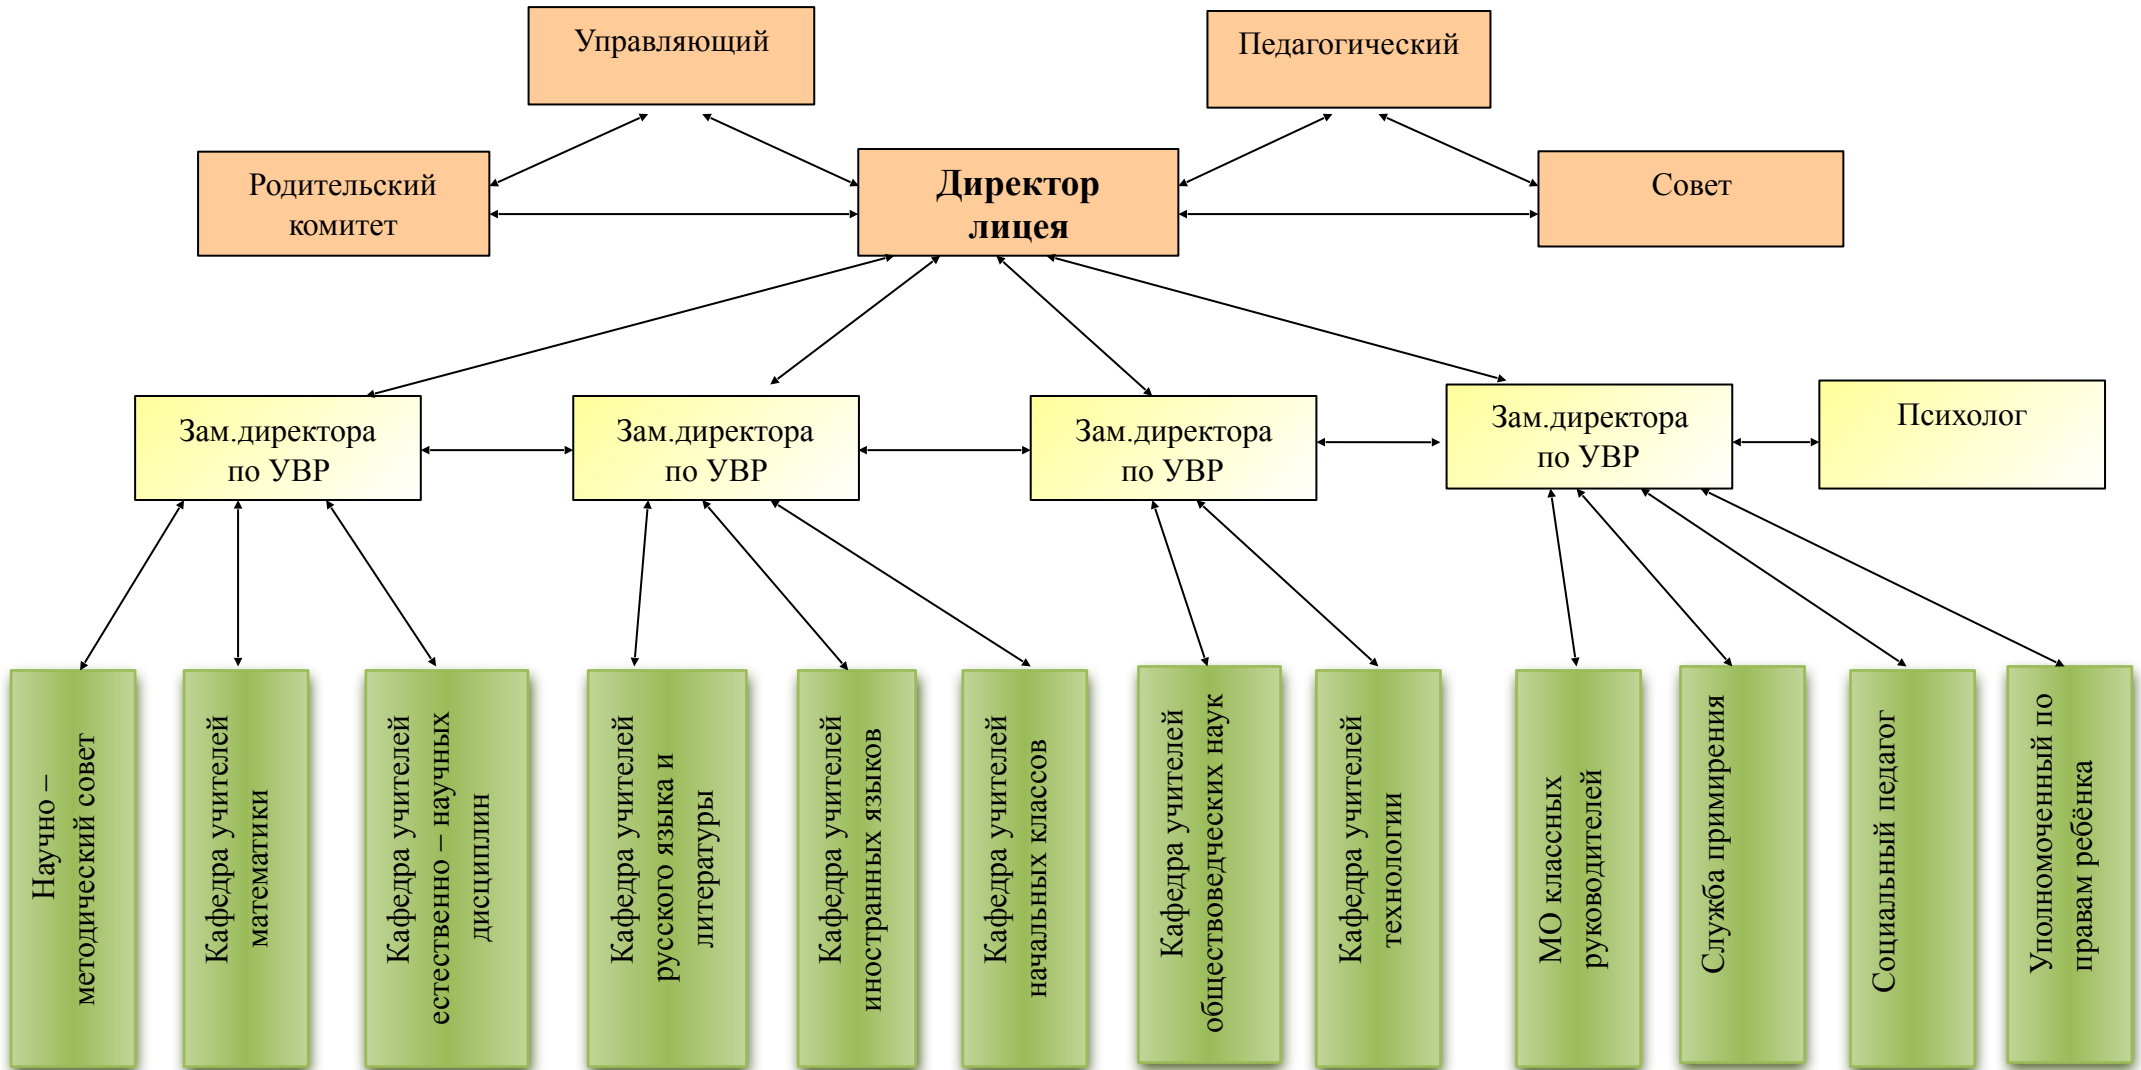 Управляющий
Педагогический
Родительский
комитет
Директор
лицея
Совет
Зам.директора
по УВР
Зам.директора
по УВР
Зам.директора
по УВР
Зам.директора
по УВР
Психолог
Научно –
методический совет
Кафедра учителей
математики
Кафедра учителей
естественно – научных
дисциплин
Кафедра учителей
русского языка и
литературы
Кафедра учителей
иностранных языков
Кафедра учителей
начальных классов
Кафедра учителей
обществоведческих наук
Кафедра учителей
технологии
МО классных
руководителей
Служба примирения
Социальный педагог
Уполномоченный по
правам ребёнка